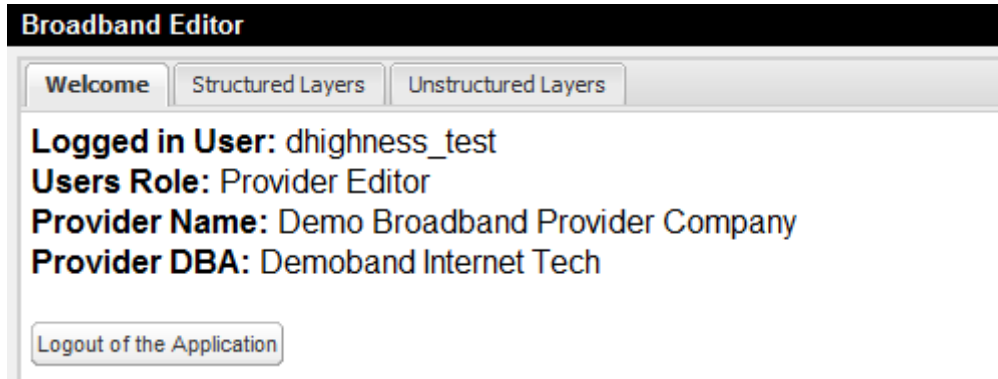 Broadband Editor
Welcome Structured Layers Unstructured Layers
Logged in User: dhighness_test
Users Role: Provider Editor
Provider Name: Demo Broadband Provider Company
Provider DBA: Demoband Internet Tech
Logout of the Application